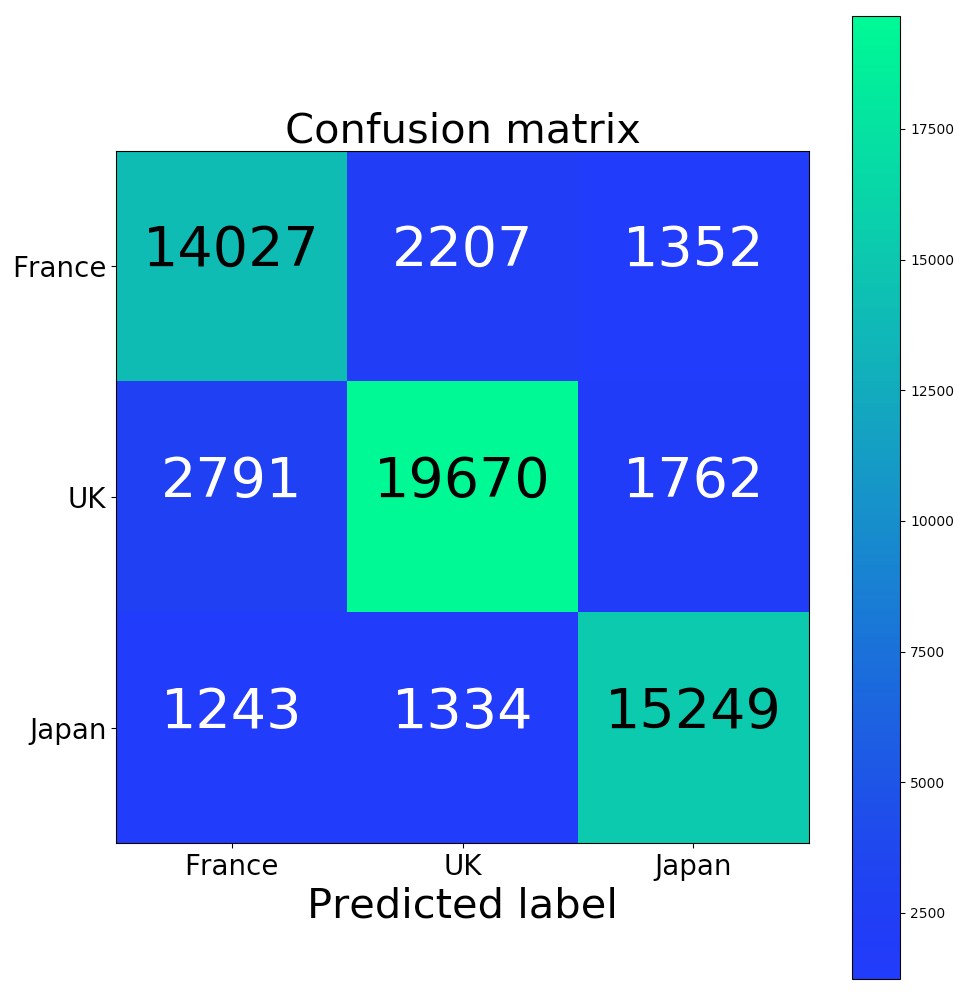 Confusion matrix
France 14027 2207 1352
UK 2791 19670 1762
Japan 1243 1334 15249
France UK Japan
Predicted label
17500
15000
12500
10000
7500
5000
2500